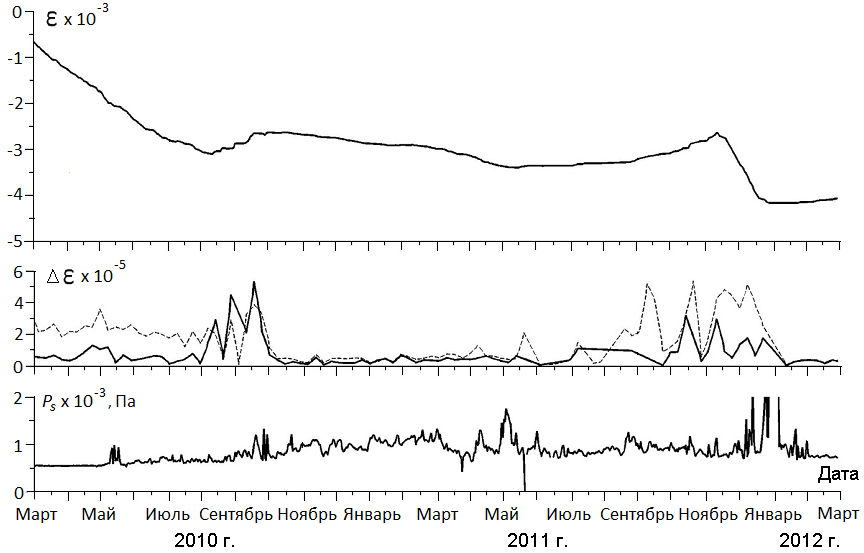 0
ε x 10-3
-1
-2
-3
-4
-5
6
Δ ε x 10-5
4
2
0
2
Ps x 10-3, Па
1
Дата
0
Март Май Июль Сентябрь Ноябрь Январь Март Май Июль Сентябрь Ноябрь Январь Март
2010 г. 2011 г. 2012 г.